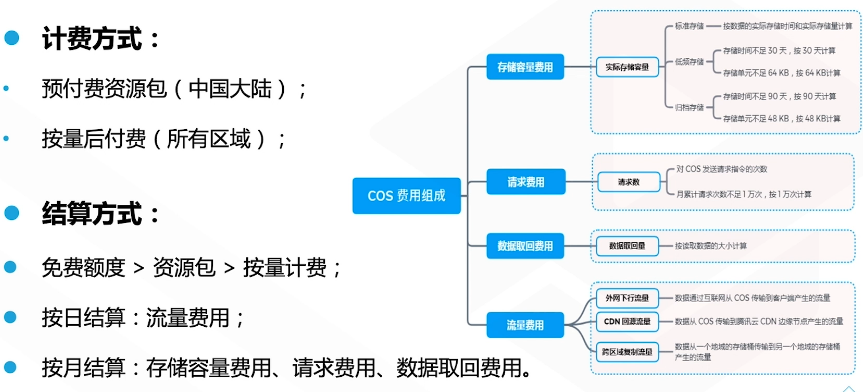 计费方式：
预付费资源包（中国大陆）；
按量后付费（所有区域）；
结算方式：
免费额度 > 资源包 > 按量计费；
按日结算：流量费用；
按月结算：存储容量费用、请求费用、数据取回费用。
COS 费用组成
存储容量费用
实际存储容量
标准存储
按数据的实际存储时间和实际存储量计算
低频存储
存储时间不足 30 天，按 30 天计算
存储单元不足 64 KB，按 64 KB计算
归档存储
存储时间不足 90 天，按 90 天计算
存储单元不足 48 KB，按 48 KB计算
请求费用
请求数
对 COS 发送请求指令的次数
月累计请求次数不足1万次，按1万次计算
数据取回费用
数据取回量
按读取数据的大小计算
流量费用
外网下行流量
数据通过互联网从 COS 传输到客户端产生的流量
CDN 回源流量
数据从 COS 传输到腾讯云 CDN 边缘节点产生的流量
跨区域复制流量
数据从一个地域的存储桶传输到另一个地域的存储桶
产生的流量